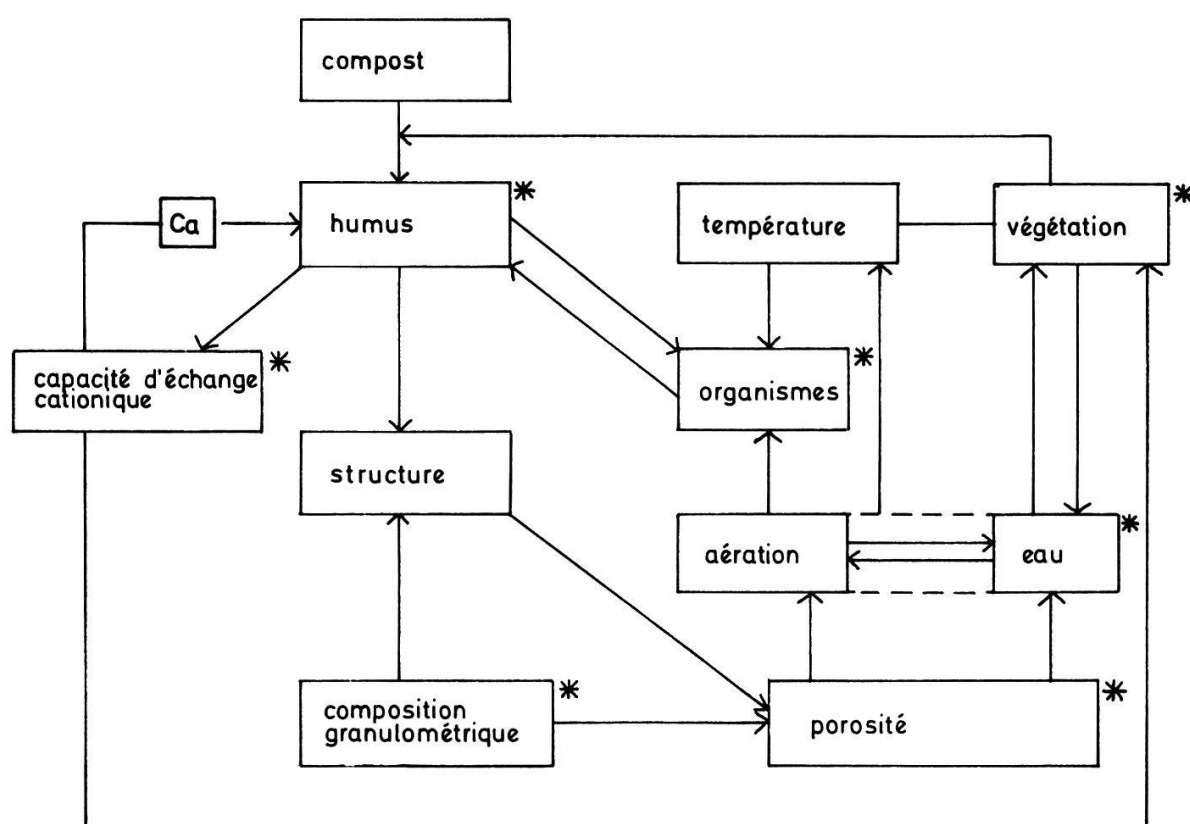 compost
Ca
humus
température
végétation
capacité d'échange
cationique
organismes
structure
aération
eau
composition
granulométrique
porosité